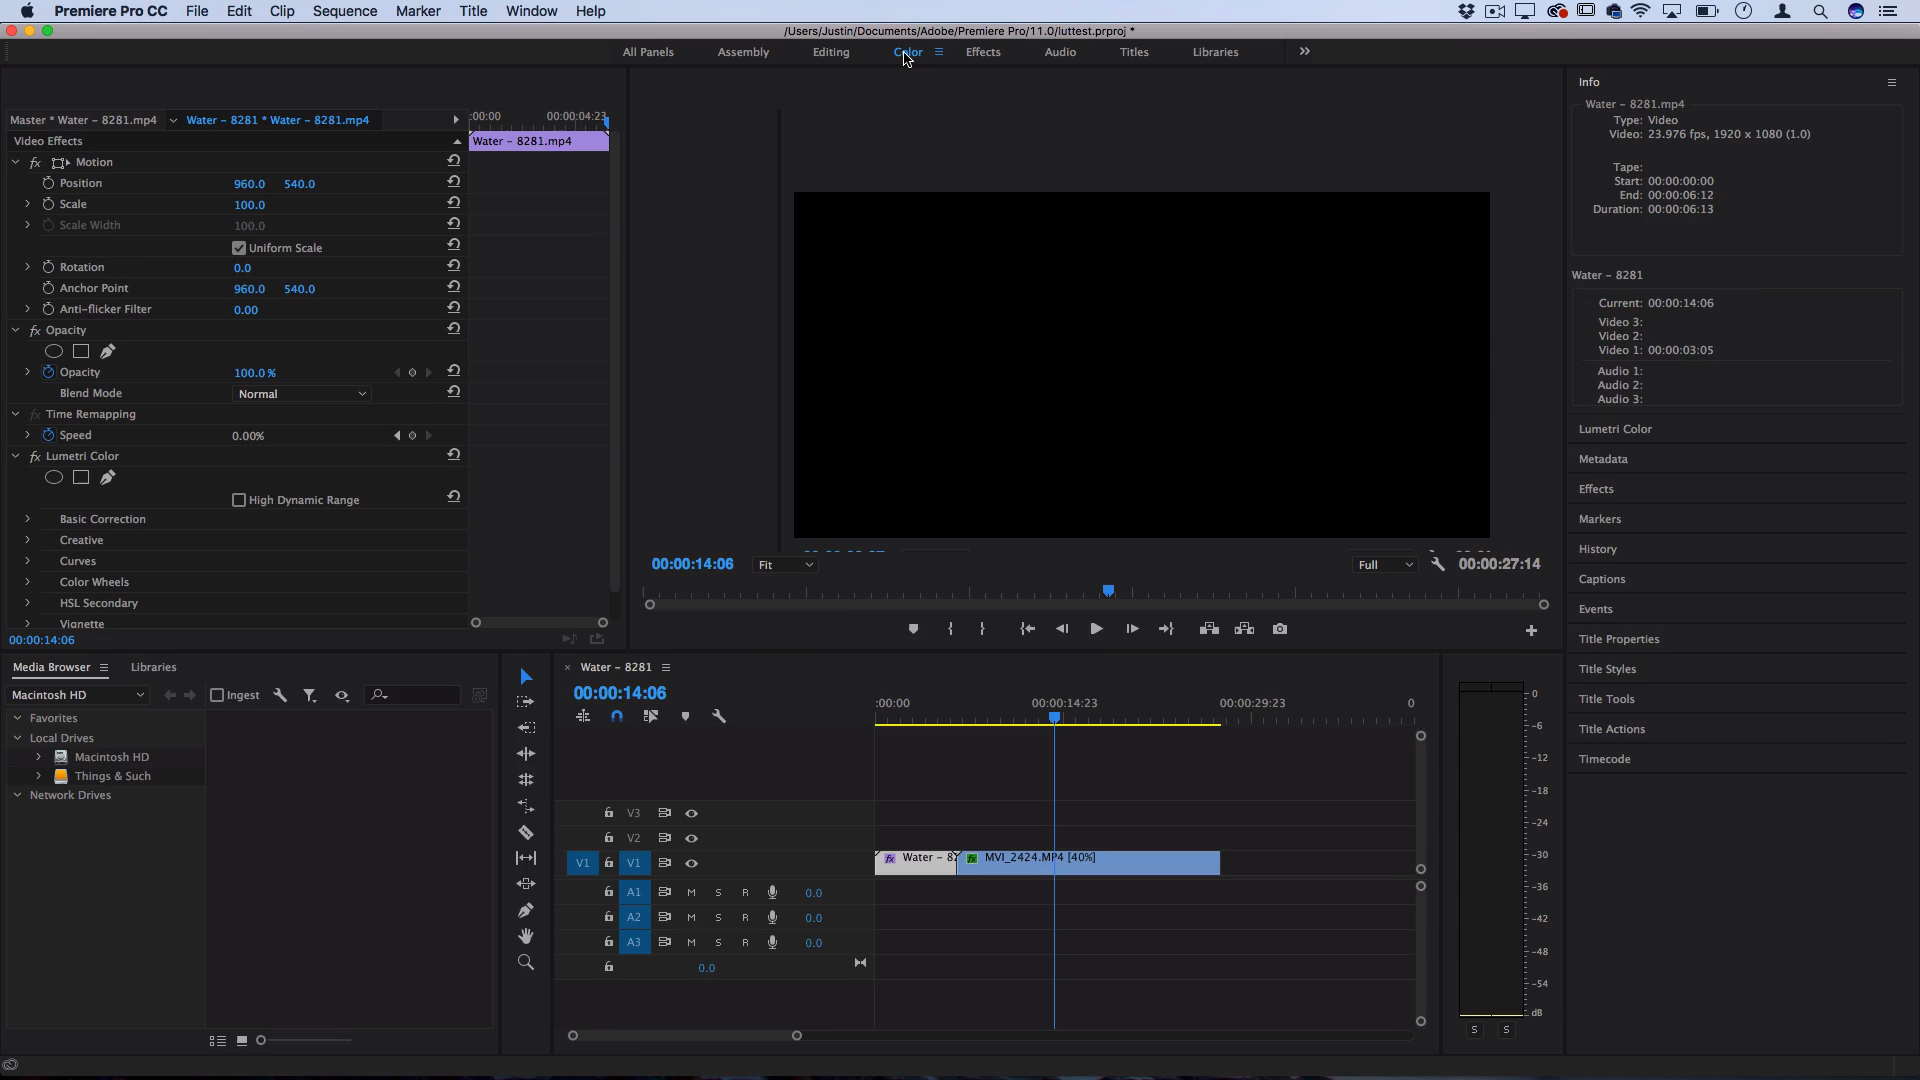 Premiere Pro CC File Edit Clip Sequence Marker Title Window Help
/Users/Justin/Documents/Adobe/Premiere Pro/11.0/luttest.prproj *
All Panels Assembly Editing Color Effects Audio Titles Libraries
Master * Water - 8281.mp4 Water - 8281 * Water - 8281.mp4
:00:00 00:00:04:23
Video Effects
Water - 8281.mp4
fx Motion
Position 960.0 540.0
Scale 100.0
Scale Width 100.0
Uniform Scale
Rotation 0.0
Anchor Point 960.0 540.0
Anti-flicker Filter 0.00
fx Opacity
Opacity 100.0 %
Blend Mode Normal
fx Time Remapping
Speed 0.00%
fx Lumetri Color
High Dynamic Range
Basic Correction
Creative
Curves
Color Wheels
HSL Secondary
Vignette
00:00:14:06
00:00:14:06 Fit Full 00:00:27:14
Info
Water - 8281.mp4
Type: Video
Video: 23.976 fps, 1920 x 1080 (1.0)
Tape:
Start: 00:00:00:00
End: 00:00:06:12
Duration: 00:00:06:13
Water - 8281
Current: 00:00:14:06
Video 3:
Video 2:
Video 1: 00:00:03:05
Audio 1:
Audio 2:
Audio 3:
Lumetri Color
Metadata
Effects
Markers
History
Captions
Events
Title Properties
Title Styles
Title Tools
Title Actions
Timecode
Media Browser Libraries
Macintosh HD Ingest
Favorites
Local Drives
Macintosh HD
Things & Such
Network Drives
× Water - 8281
00:00:14:06
:00:00 00:00:14:23 00:00:29:23 0
V3
V2
V1 V1 fx Water - 82 fx MVI_2424.MP4 [40%]
A1 M S R 0.0
A2 M S R 0.0
A3 M S R 0.0
0.0
0
-6
-12
-18
-24
-30
-36
-42
-48
-54
dB
S S